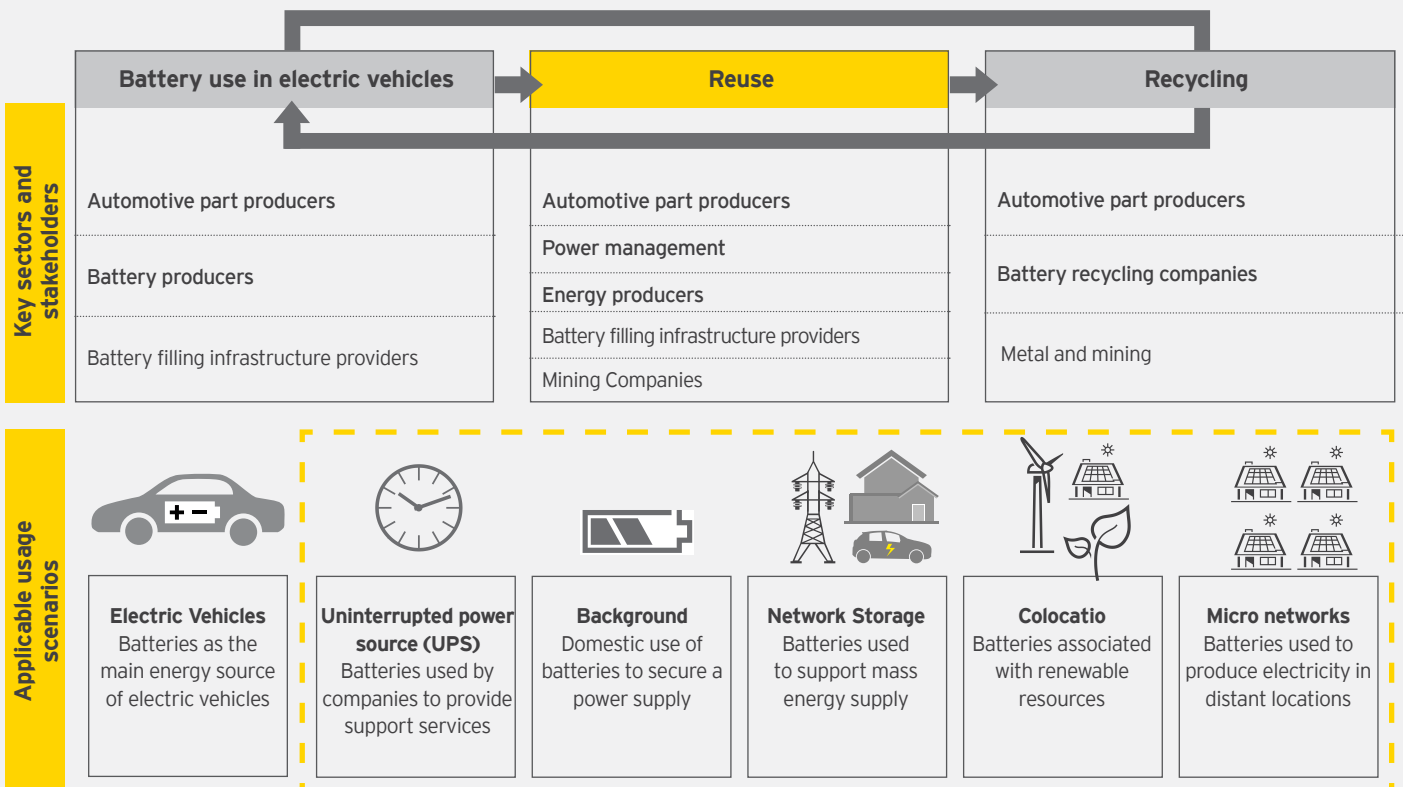 Battery use in electric vehicles
Reuse
Recycling
Key sectors and
stakeholders
Automotive part producers
Battery producers
Battery filling infrastructure providers
Automotive part producers
Power management
Energy producers
Battery filling infrastructure providers
Mining Companies
Automotive part producers
Battery recycling companies
Metal and mining
Applicable usage
scenarios
+ -
Electric Vehicles
Batteries as the
main energy source
of electric vehicles
Uninterrupted power
source (UPS)
Batteries used by
companies to provide
support services
Background
Domestic use of
batteries to secure a
power supply
Network Storage
Batteries used
to support mass
energy supply
Colocatio
Batteries associated
with renewable
resources
Micro networks
Batteries used to
produce electricity in
distant locations